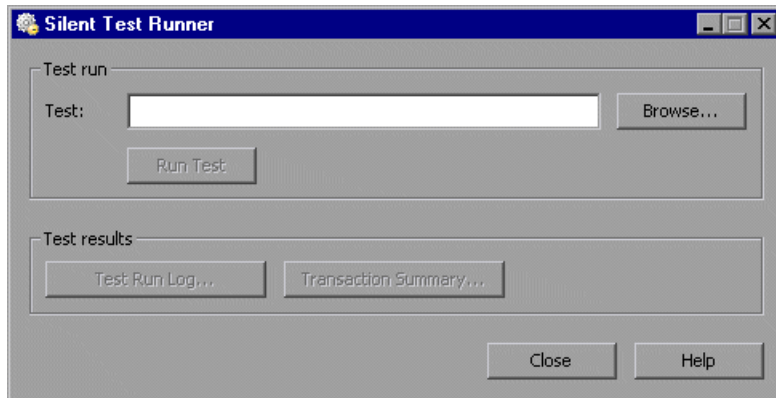 Silent Test Runner
Test run
Test:
Browse...
Run Test
Test results
Test Run Log...
Transaction Summary...
Close
Help